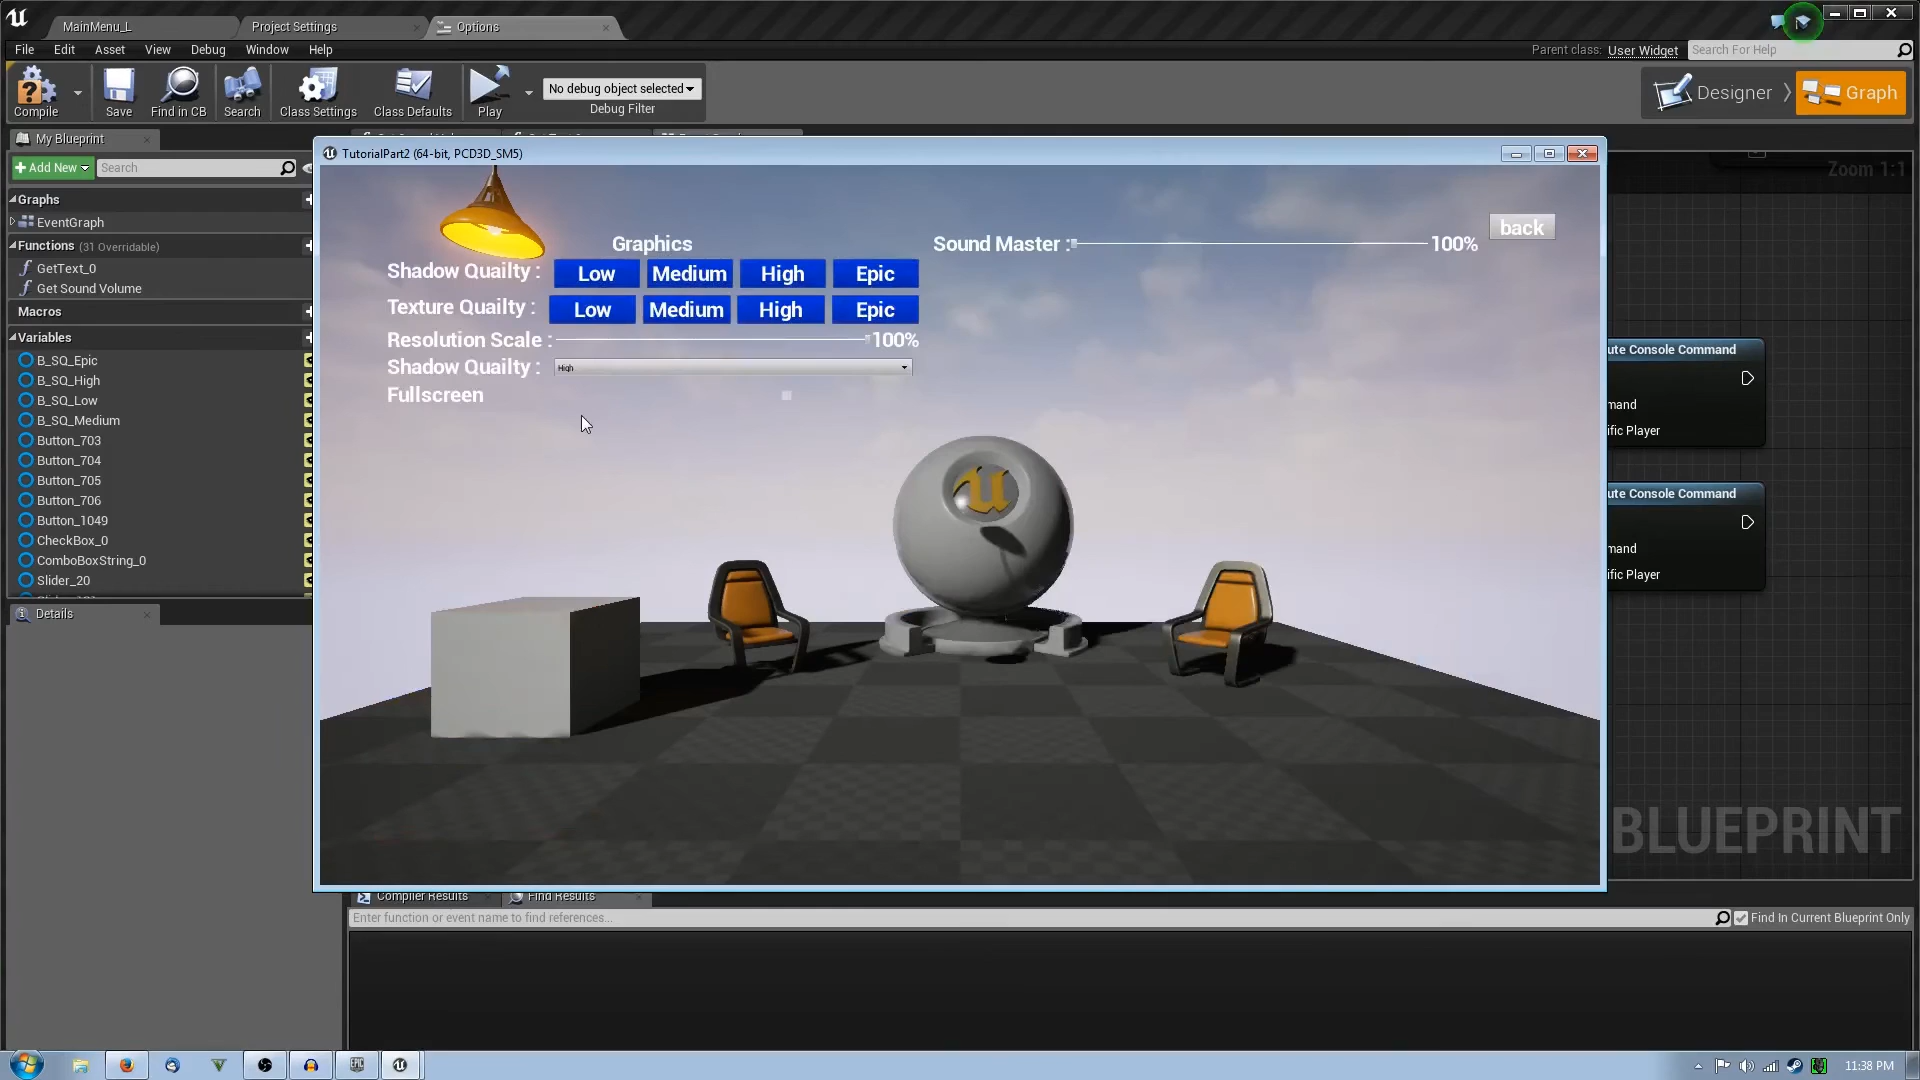 MainMenu_L
Project Settings
Options
File Edit Asset View Debug Window Help
Parent class: User Widget
Search For Help
Compile
Save
Find in CB
Search
Class Settings
Class Defaults
Play
No debug object selected
Debug Filter
Designer
Graph
My Blueprint
Add New
Search
Graphs
EventGraph
Functions (31 Overridable)
GetText_0
Get Sound Volume
Macros
Variables
B_SQ_Epic
B_SQ_High
B_SQ_Low
B_SQ_Medium
Button_703
Button_704
Button_705
Button_706
Button_1049
CheckBox_0
ComboBoxString_0
Slider_20
Details
TutorialPart2 (64-bit, PCD3D_SM5)
Zoom 1:1
back
Graphics
Sound Master : 100%
Shadow Quailty : Low Medium High Epic
Texture Quailty : Low Medium High Epic
Resolution Scale : 100%
Shadow Quailty : High
Fullscreen
ute Console Command
mand
ific Player
ute Console Command
mand
ific Player
BLUEPRINT
Compiler Results
Find Results
Enter function or event name to find references...
Find In Current Blueprint Only
EPIC
11:38 PM